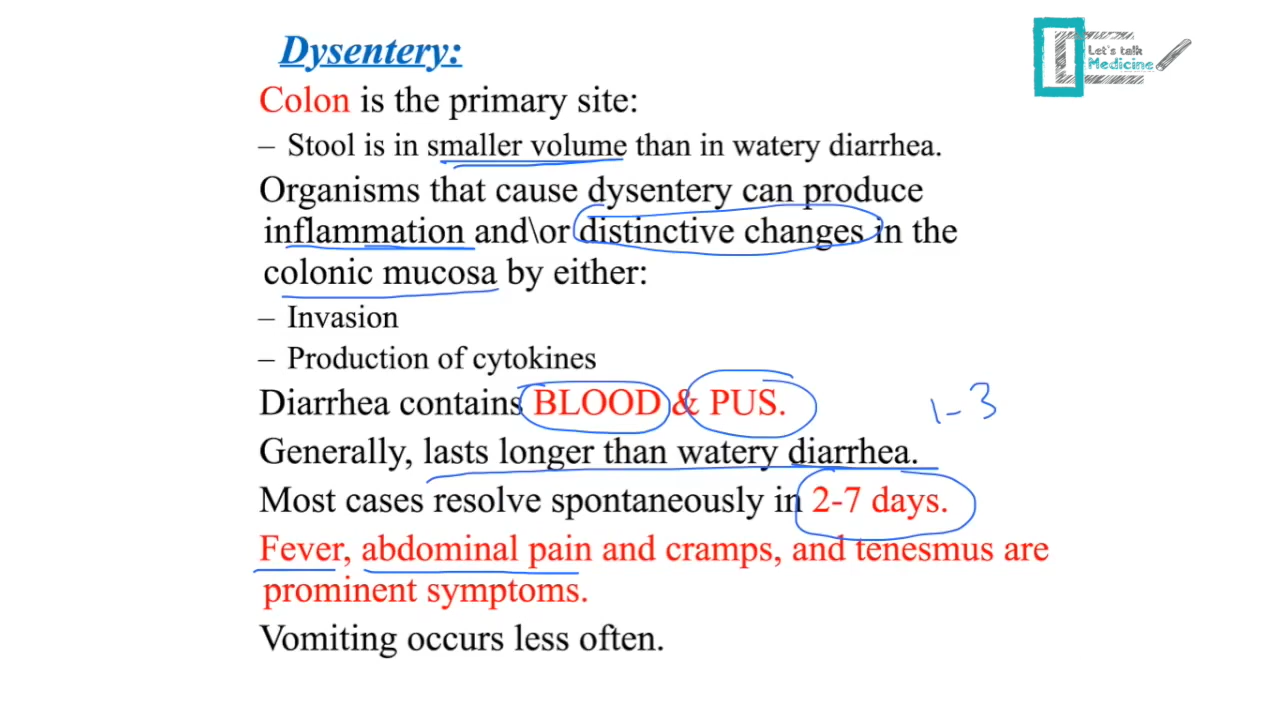 Dysentery:
Let's talk
Medicine
Colon is the primary site:
– Stool is in smaller volume than in watery diarrhea.
Organisms that cause dysentery can produce
inflammation and\or distinctive changes in the
colonic mucosa by either:
– Invasion
– Production of cytokines
Diarrhea contains BLOOD & PUS.
1-3
Generally, lasts longer than watery diarrhea.
Most cases resolve spontaneously in 2-7 days.
Fever, abdominal pain and cramps, and tenesmus are
prominent symptoms.
Vomiting occurs less often.